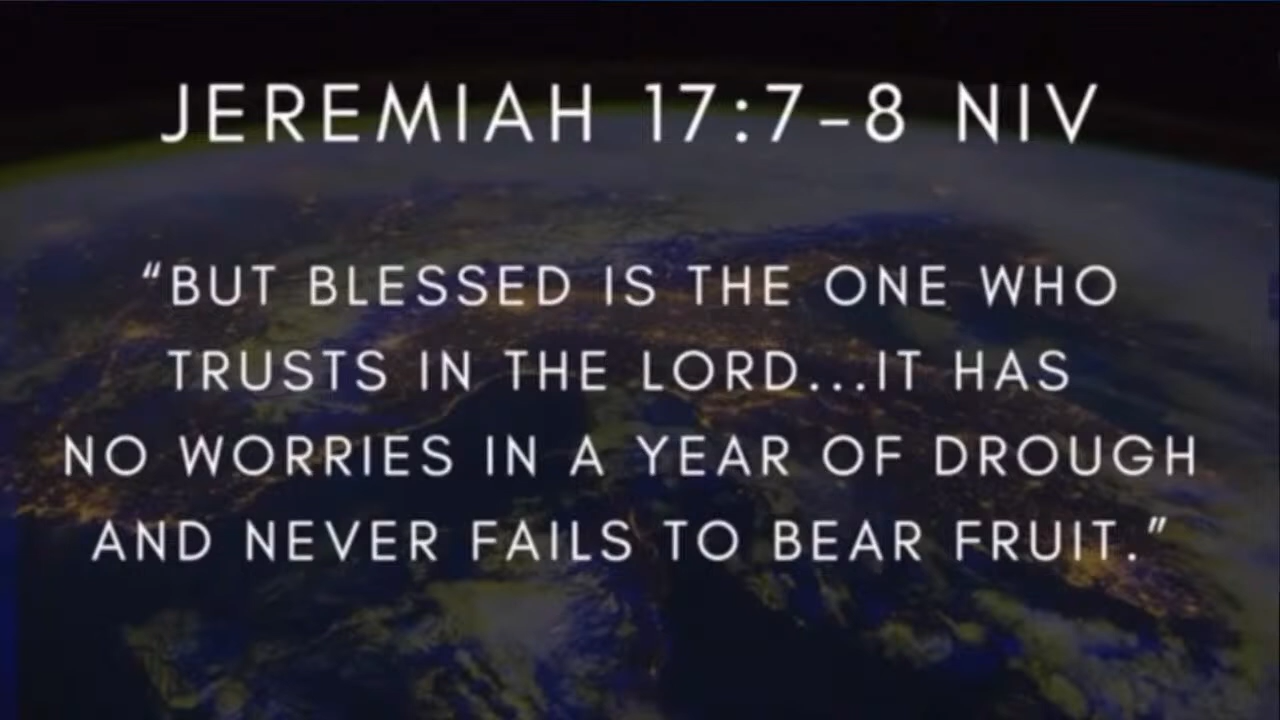 JEREMIAH 17:7-8 NIV
“BUT BLESSED IS THE ONE WHO
TRUSTS IN THE LORD...IT HAS
NO WORRIES IN A YEAR OF DROUGH
AND NEVER FAILS TO BEAR FRUIT.”